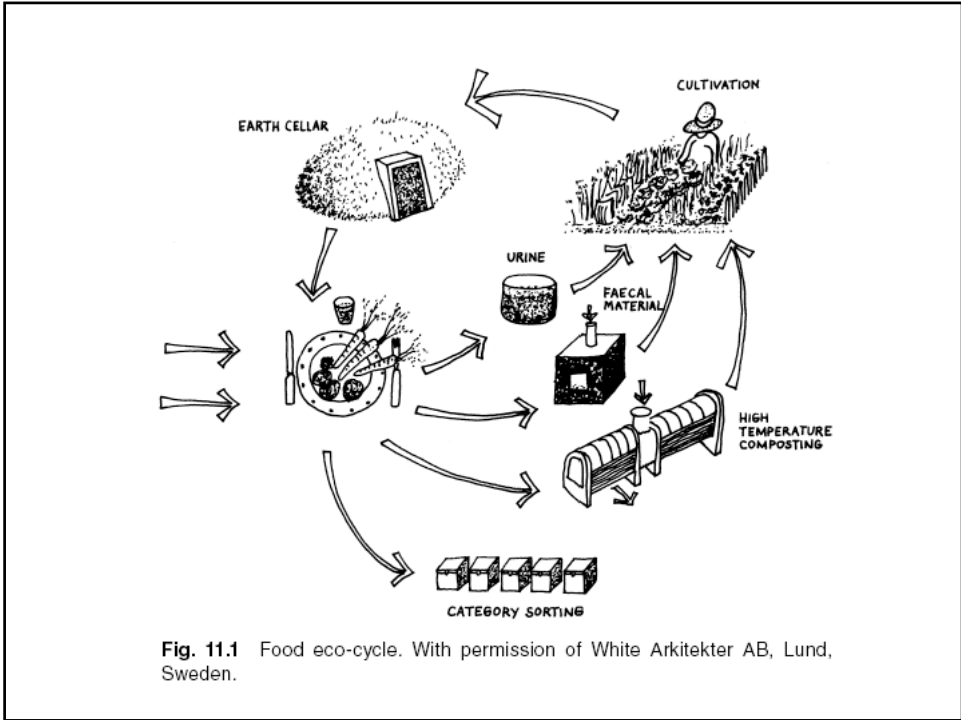 CULTIVATION
EARTH CELLAR
URINE
FAECAL
MATERIAL
HIGH
TEMPERATURE
COMPOSTING
CATEGORY SORTING
Fig. 11.1 Food eco-cycle. With permission of White Arkitekter AB, Lund,
Sweden.